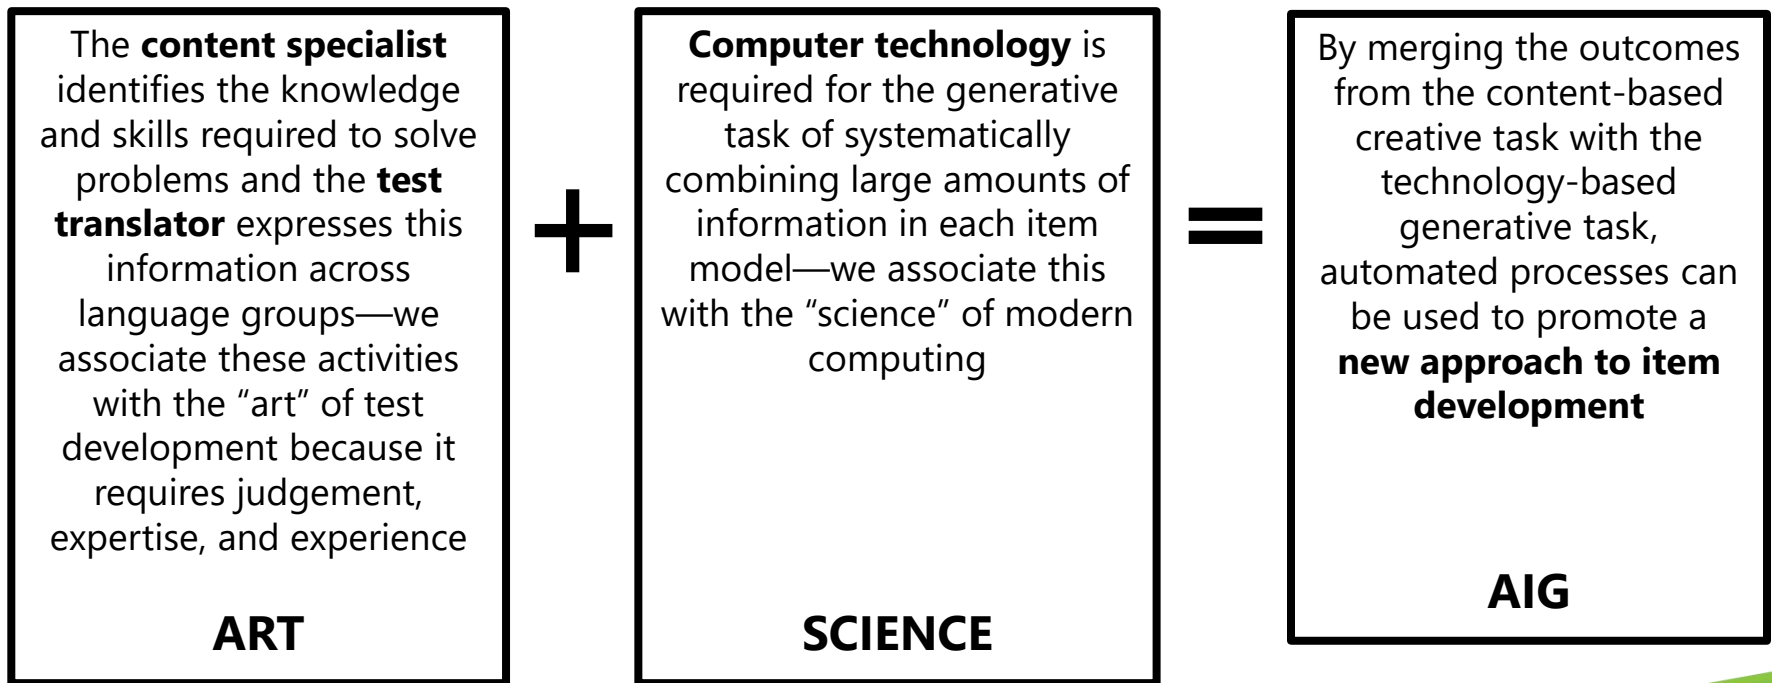 The content specialist
identifies the knowledge
and skills required to solve
problems and the test
translator expresses this
information across
language groups—we
associate these activities
with the “art” of test
development because it
requires judgement,
expertise, and experience
ART
+
Computer technology is
required for the generative
task of systematically
combining large amounts of
information in each item
model—we associate this
with the “science” of modern
computing
SCIENCE
=
By merging the outcomes
from the content-based
creative task with the
technology-based
generative task,
automated processes can
be used to promote a
new approach to item
development
AIG